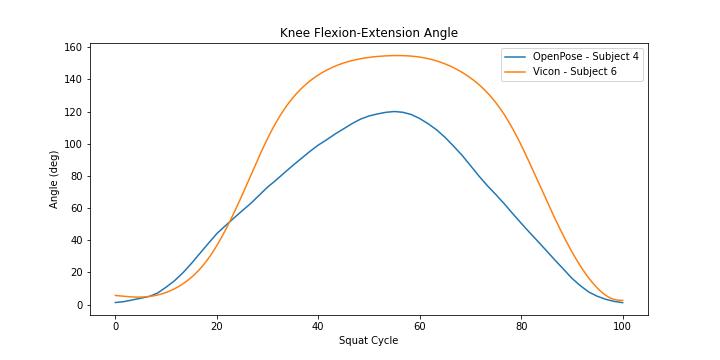 Knee Flexion-Extension Angle
OpenPose - Subject 4
Vicon - Subject 6
Angle (deg)
160
140
120
100
80
60
40
20
0
0 20 40 60 80 100
Squat Cycle